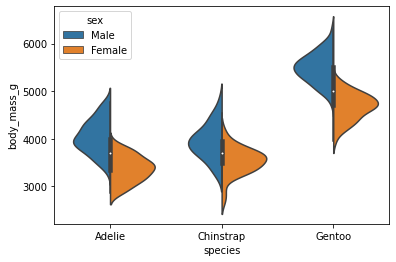 sex
Male
Female
6000
5000
4000
3000
body_mass_g
Adelie
Chinstrap
Gentoo
species